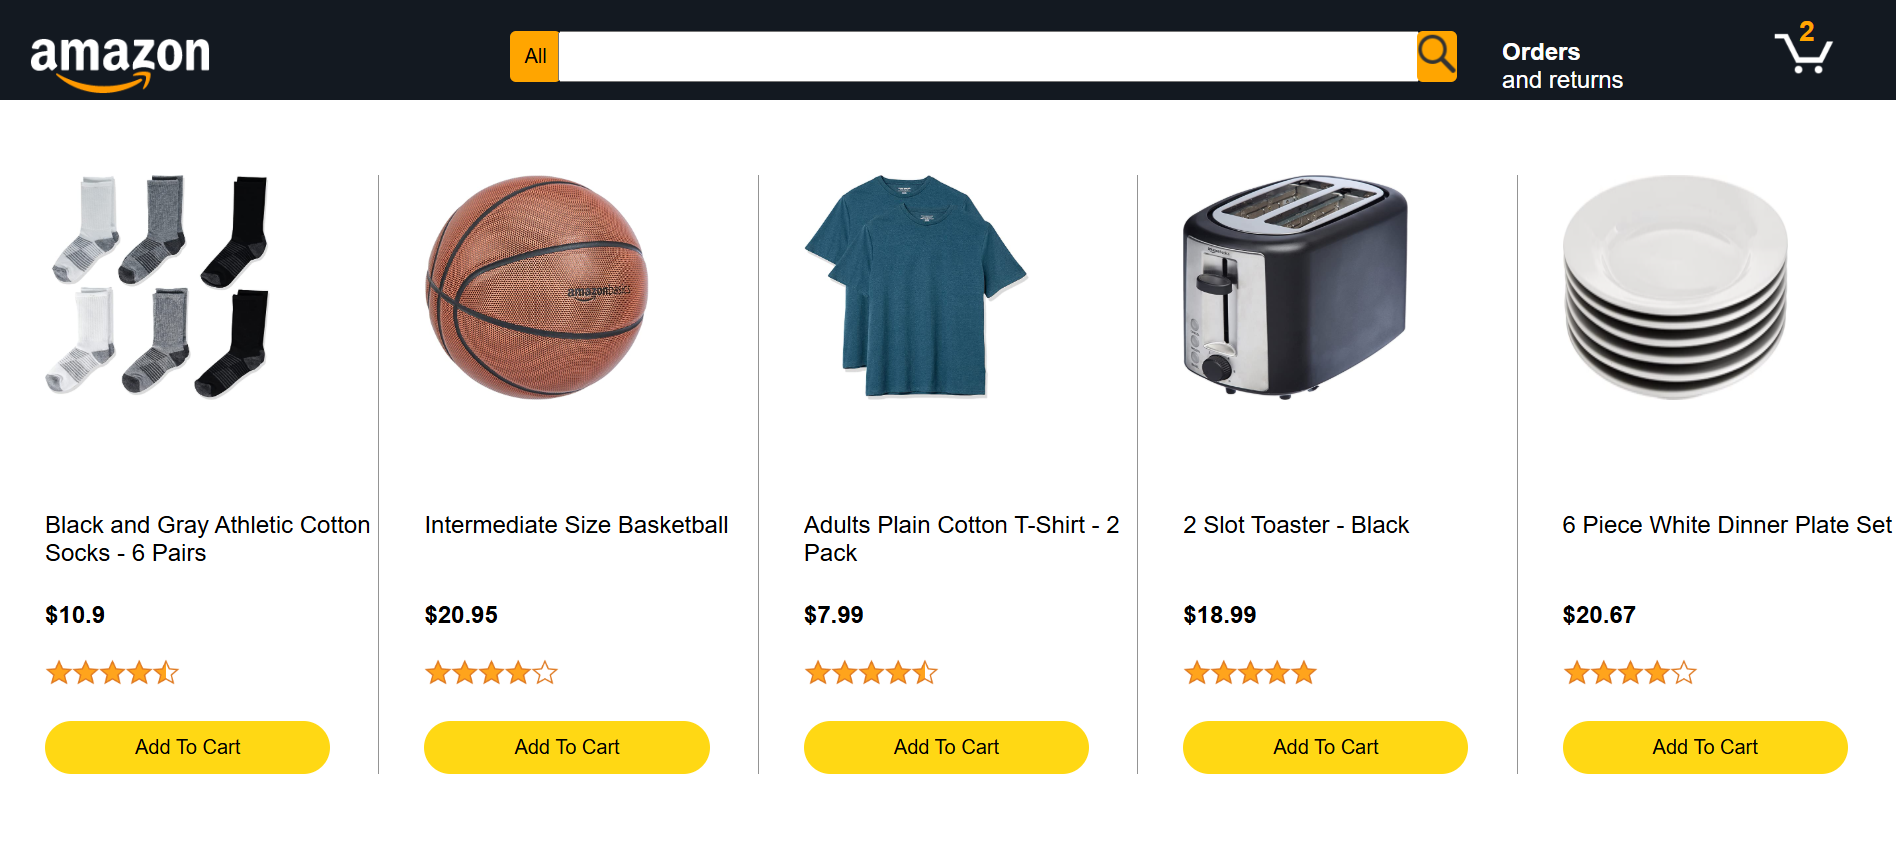 amazon
All
Orders
and returns
2
amazonbasics
Black and Gray Athletic Cotton
Socks - 6 Pairs
Intermediate Size Basketball
Adults Plain Cotton T-Shirt - 2
Pack
2 Slot Toaster - Black
6 Piece White Dinner Plate Set
$10.9
$20.95
$7.99
$18.99
$20.67
Add To Cart
Add To Cart
Add To Cart
Add To Cart
Add To Cart